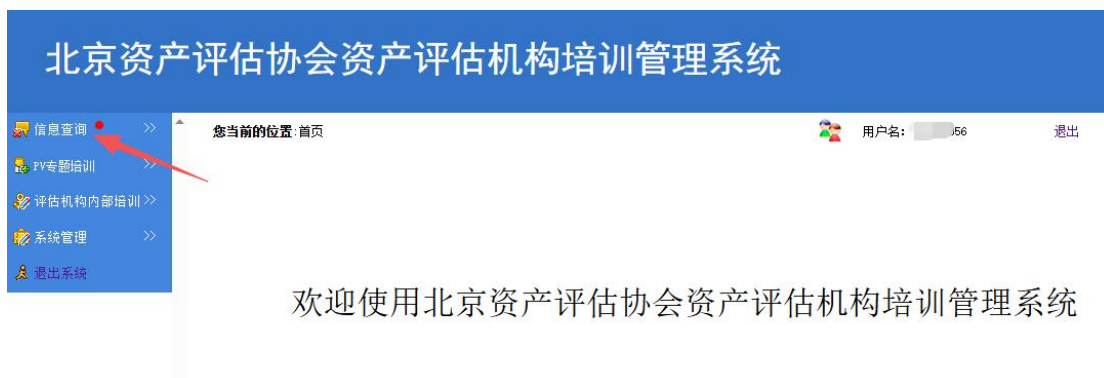 北京资产评估协会资产评估机构培训管理系统
信息查询 >>
您当前的位置:首页
用户名: 656
退出
PV专题培训 >>
评估机构内部培训 >>
系统管理 >>
退出系统
欢迎使用北京资产评估协会资产评估机构培训管理系统